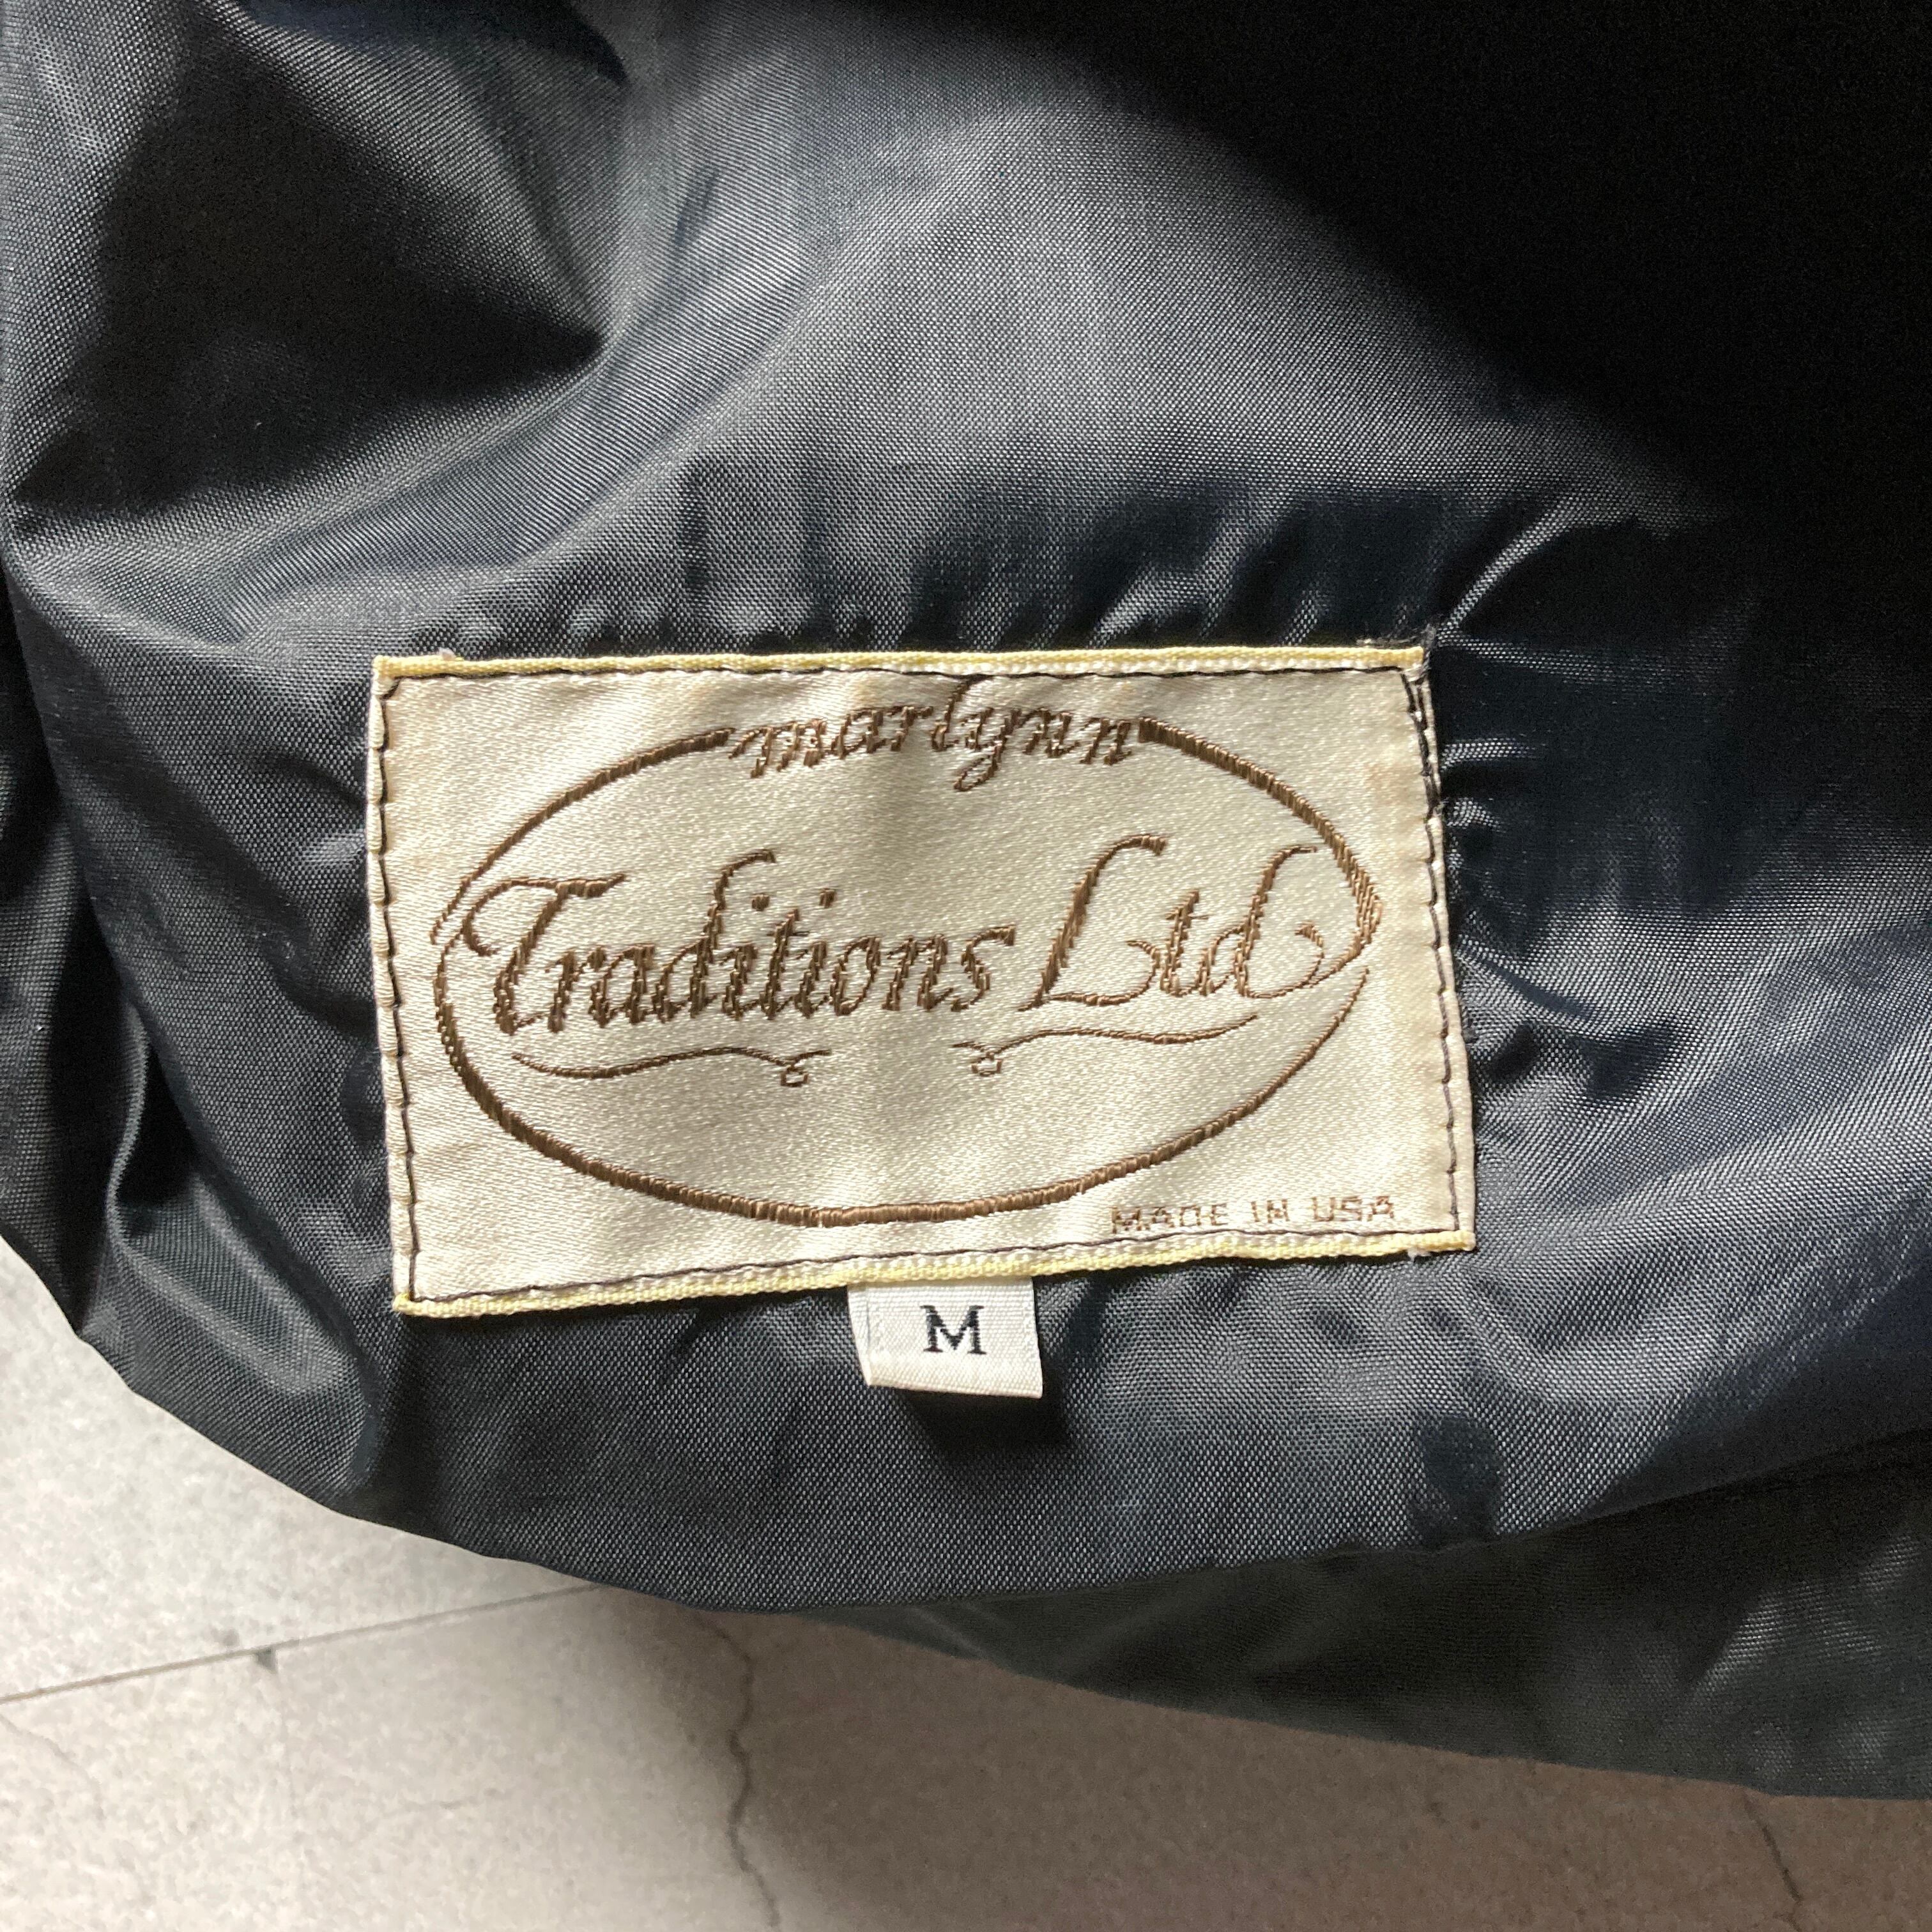 marlynn
Traditions Ltd
MADE IN USA
M